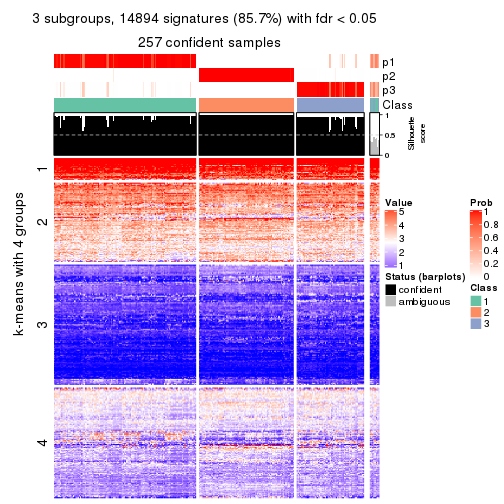 3 subgroups, 14894 signatures (85.7%) with fdr < 0.05
257 confident samples
p1
p2
p3
Class
1
0.5
0
Silhouette
score
k-means with 4 groups
1
2
3
4
Value
5
4
3
2
1
Status (barplots)
confident
ambiguous
Prob
1
0.8
0.6
0.4
0.2
0
Class
1
2
3